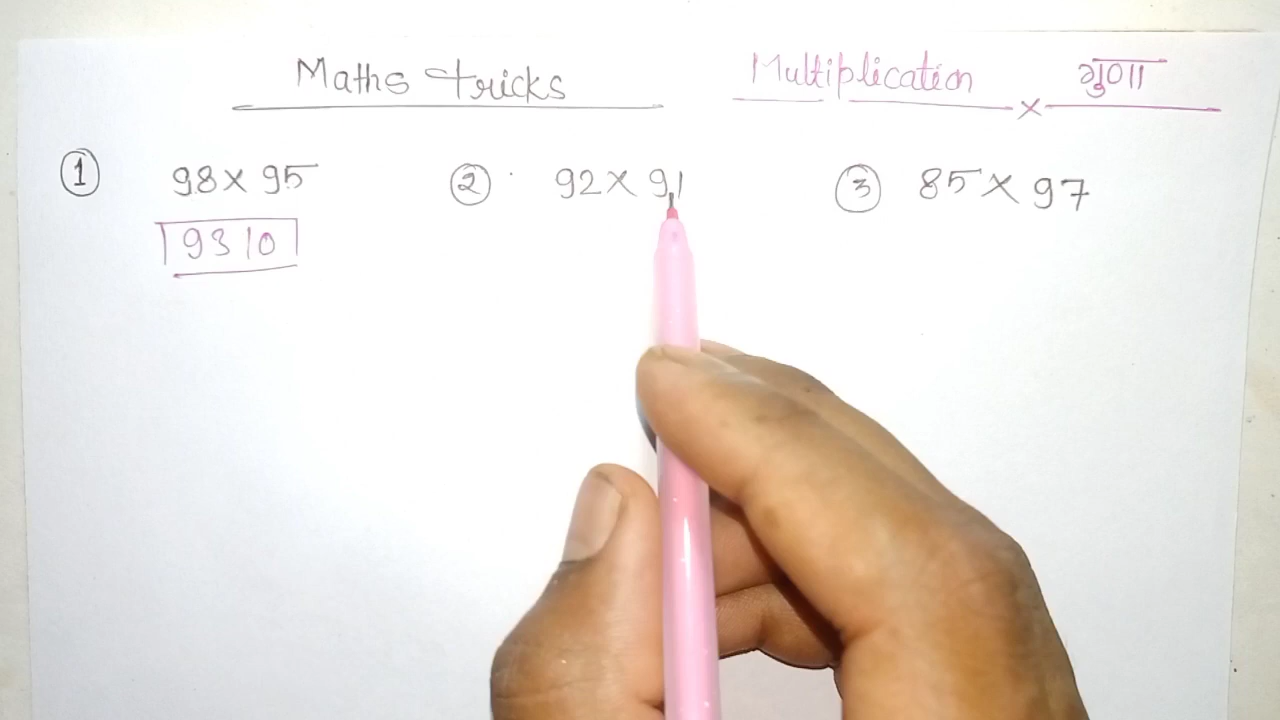 Maths Tricks
Multiplication × गुणा
① 98 × 95
9310
② 92 × 91
③ 85 × 97